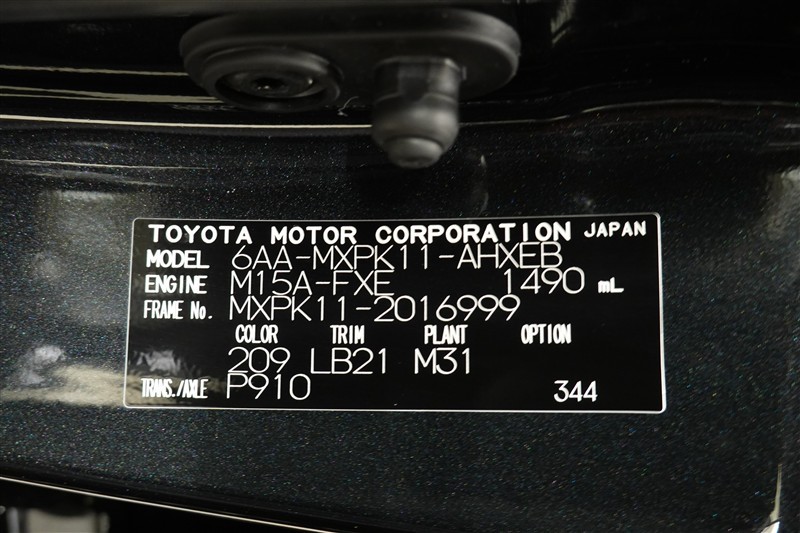 TOYOTA MOTOR CORPORATION JAPAN
MODEL 6AA-MXPK11-AHXEB
ENGINE M15A-FXE 1490 mL
FRAME No. MXPK11-2016999
COLOR TRIM PLANT OPTION
209 LB21 M31
TRANS./AXLE P910 344